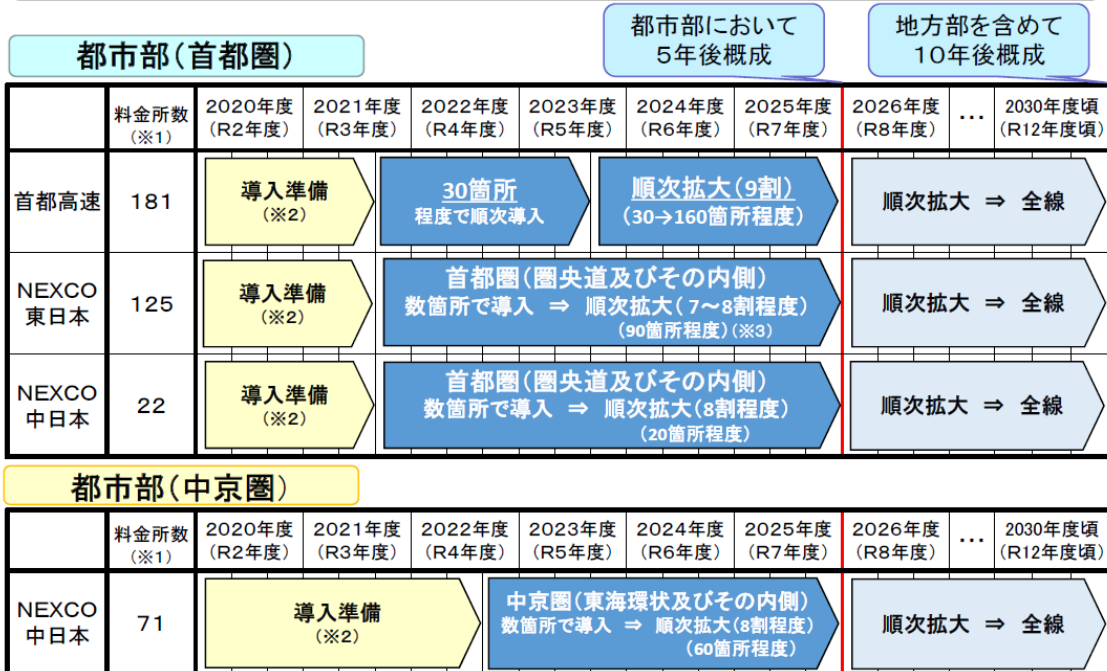 都市部において
5年後概成
地方部を含めて
10年後概成
都市部(首都圏)
料金所数
(※1)
2020年度
(R2年度)
2021年度
(R3年度)
2022年度
(R4年度)
2023年度
(R5年度)
2024年度
(R6年度)
2025年度
(R7年度)
2026年度
(R8年度)
…
2030年度頃
(R12年度頃)
首都高速
181
導入準備
(※2)
30箇所
程度で順次導入
順次拡大(9割)
(30→160箇所程度)
順次拡大 ⇒ 全線
NEXCO
東日本
125
導入準備
(※2)
首都圏(圏央道及びその内側)
数箇所で導入 ⇒ 順次拡大(7~8割程度)
(90箇所程度)(※3)
順次拡大 ⇒ 全線
NEXCO
中日本
22
導入準備
(※2)
首都圏(圏央道及びその内側)
数箇所で導入 ⇒ 順次拡大(8割程度)
(20箇所程度)
順次拡大 ⇒ 全線
都市部(中京圏)
料金所数
(※1)
2020年度
(R2年度)
2021年度
(R3年度)
2022年度
(R4年度)
2023年度
(R5年度)
2024年度
(R6年度)
2025年度
(R7年度)
2026年度
(R8年度)
…
2030年度頃
(R12年度頃)
NEXCO
中日本
71
導入準備
(※2)
中京圏(東海環状及びその内側)
数箇所で導入 ⇒ 順次拡大(8割程度)
(60箇所程度)
順次拡大 ⇒ 全線